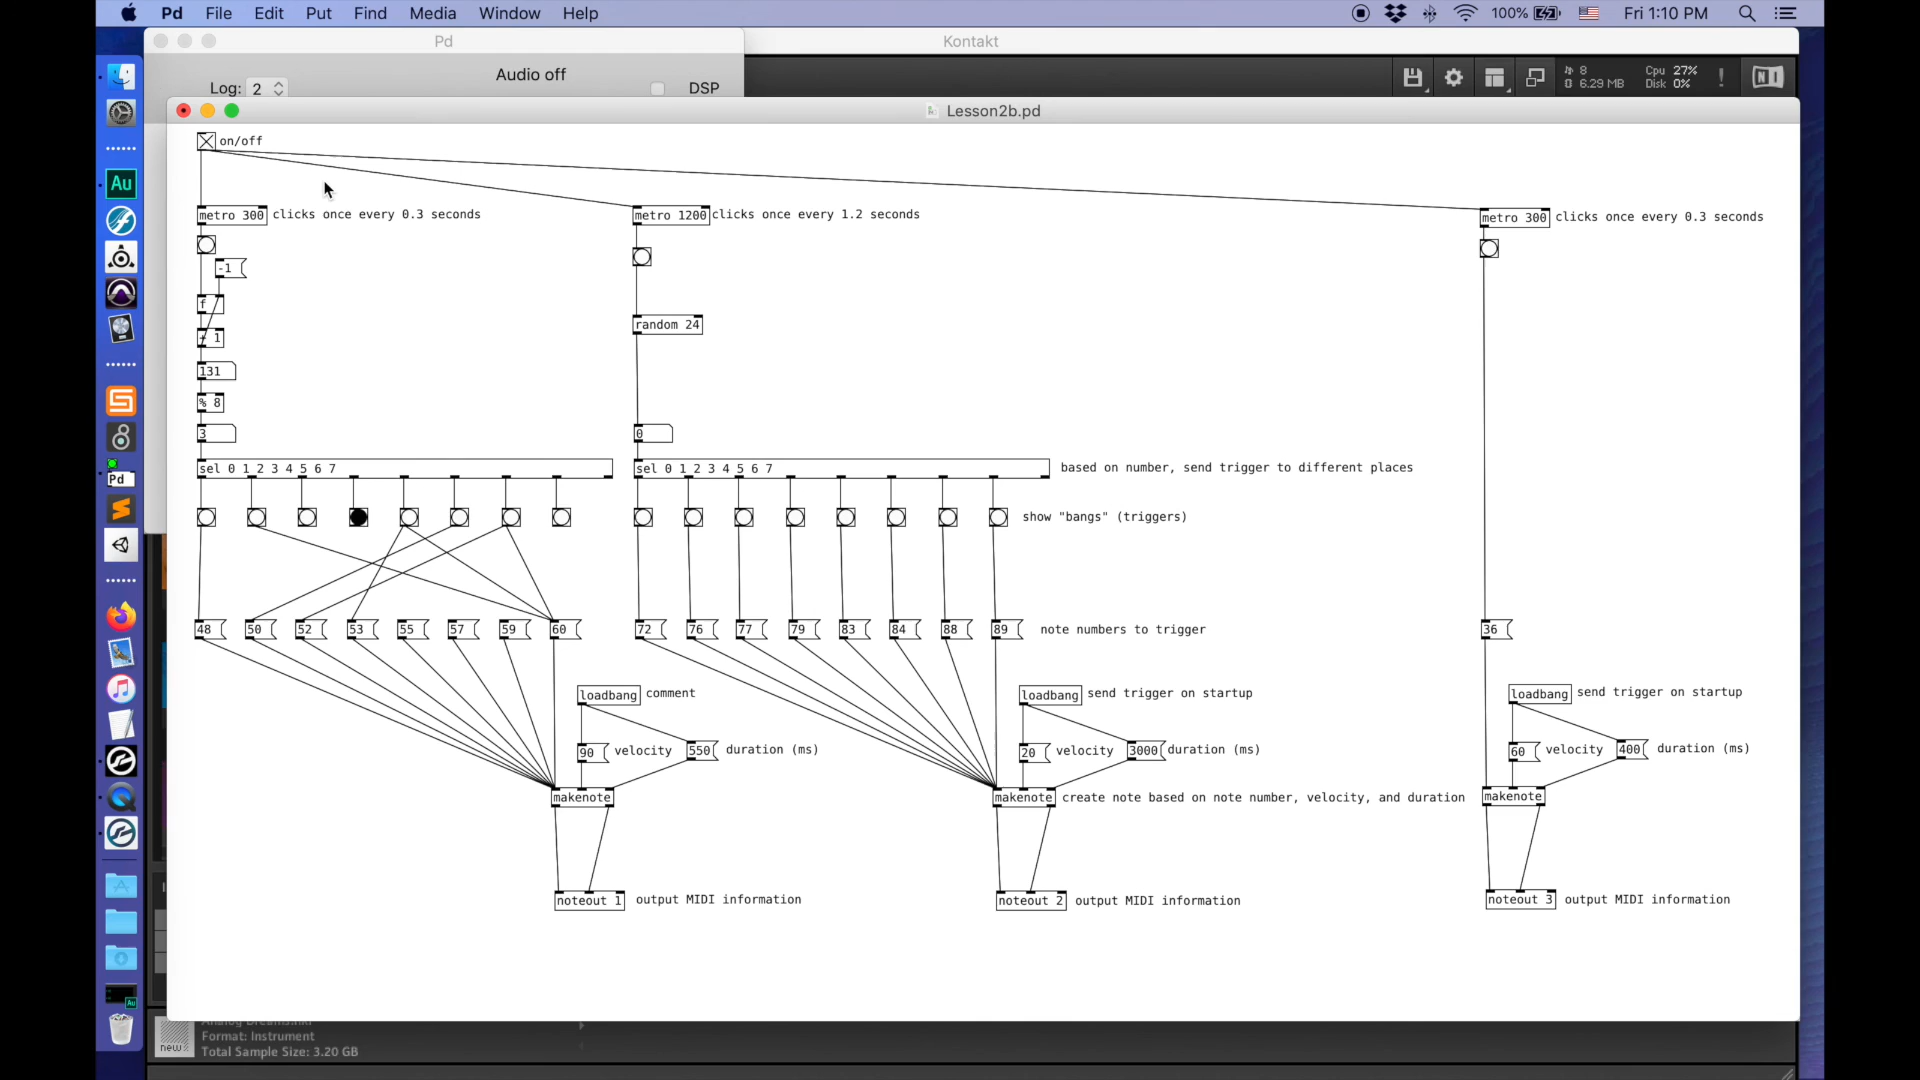 Pd File Edit Put Find Media Window Help
100% Fri 1:10 PM
Pd
Kontakt
Audio off
Log: 2
DSP
8
6.29 MB
Cpu 27%
Disk 0%
!
NI
Lesson2b.pd
on/off
metro 300 clicks once every 0.3 seconds
metro 1200 clicks once every 1.2 seconds
metro 300 clicks once every 0.3 seconds
-1
f
random 24
+ 1
131
% 8
3
0
sel 0 1 2 3 4 5 6 7
sel 0 1 2 3 4 5 6 7
based on number, send trigger to different places
show "bangs" (triggers)
48 50 52 53 55 57 59 60
72 76 77 79 83 84 88 89
note numbers to trigger
36
loadbang comment
loadbang send trigger on startup
loadbang send trigger on startup
90 velocity 550 duration (ms)
20 velocity 3000 duration (ms)
60 velocity 400 duration (ms)
makenote
makenote create note based on note number, velocity, and duration
makenote
noteout 1 output MIDI information
noteout 2 output MIDI information
noteout 3 output MIDI information
Au
Pd
Au
new
Format: Instrument
Total Sample Size: 3.20 GB